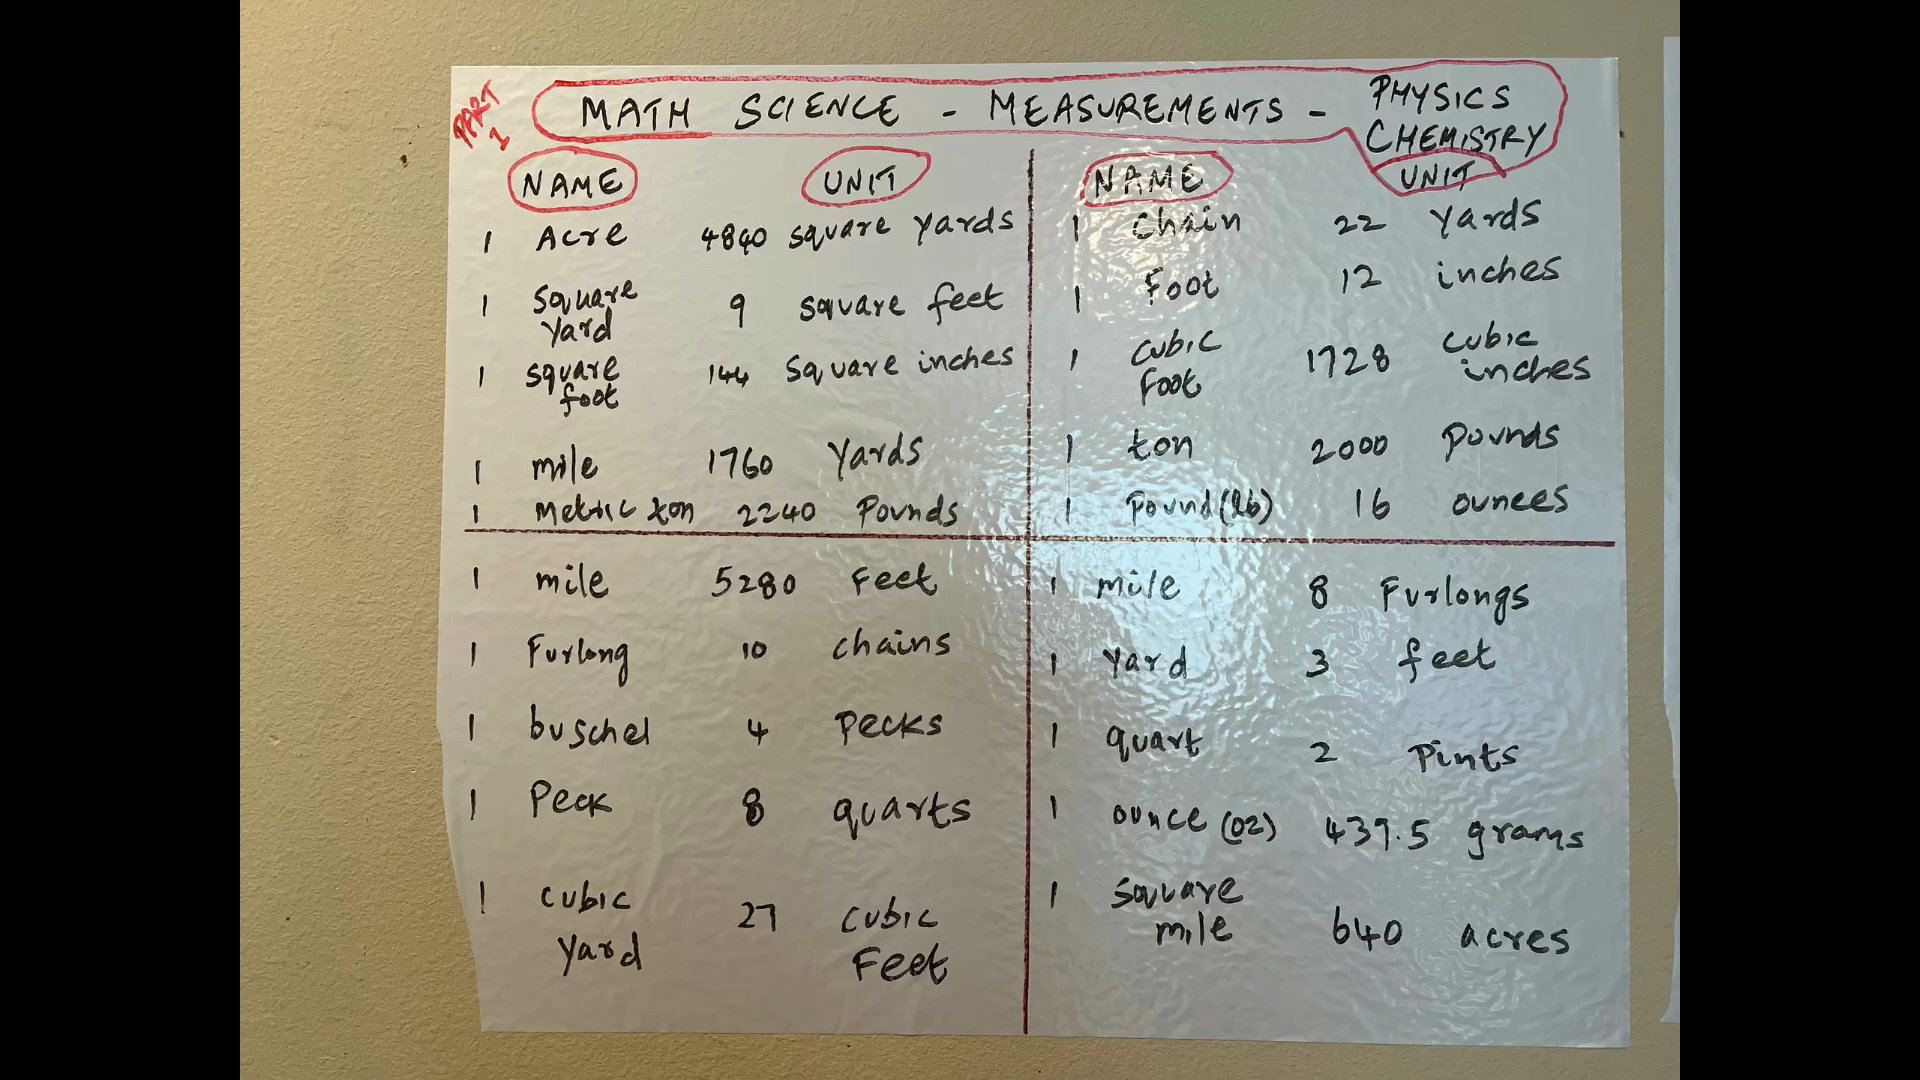 PART 1
MATH SCIENCE - MEASUREMENTS - PHYSICS CHEMISTRY
NAME UNIT
1 Acre 4840 square yards
1 square yard 9 square feet
1 square foot 144 square inches
1 mile 1760 yards
1 Metric ton 2240 Pounds
NAME UNIT
1 chain 22 yards
1 Foot 12 inches
1 cubic foot 1728 cubic inches
1 ton 2000 pounds
1 Pound (lb) 16 ounces
1 mile 5280 Feet
1 Furlong 10 chains
1 buschel 4 Pecks
1 Peck 8 quarts
1 cubic yard 27 cubic Feet
1 mile 8 Furlongs
1 yard 3 feet
1 quart 2 Pints
1 ounce (oz) 437.5 grams
1 square mile 640 acres